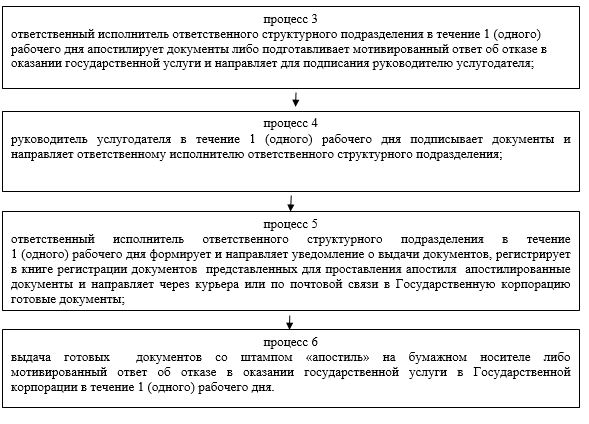 процесс 3
ответственный исполнитель ответственного структурного подразделения в течение 1 (одного)
рабочего дня апостилирует документы либо подготавливает мотивированный ответ об отказе в
оказании государственной услуги и направляет для подписания руководителю услугодателя;
процесс 4
руководитель услугодателя в течение 1 (одного) рабочего дня подписывает документы и
направляет ответственному исполнителю ответственного структурного подразделения;
процесс 5
ответственный исполнитель ответственного структурного подразделения в течение
1 (одного) рабочего дня формирует и направляет уведомление о выдачи документов, регистрирует
в книге регистрации документов представленных для проставления апостиля апостилированные
документы и направляет через курьера или по почтовой связи в Государственную корпорацию
готовые документы;
процесс 6
выдача готовых документов со штампом «апостиль» на бумажном носителе либо
мотивированный ответ об отказе в оказании государственной услуги в Государственной
корпорации в течение 1 (одного) рабочего дня.